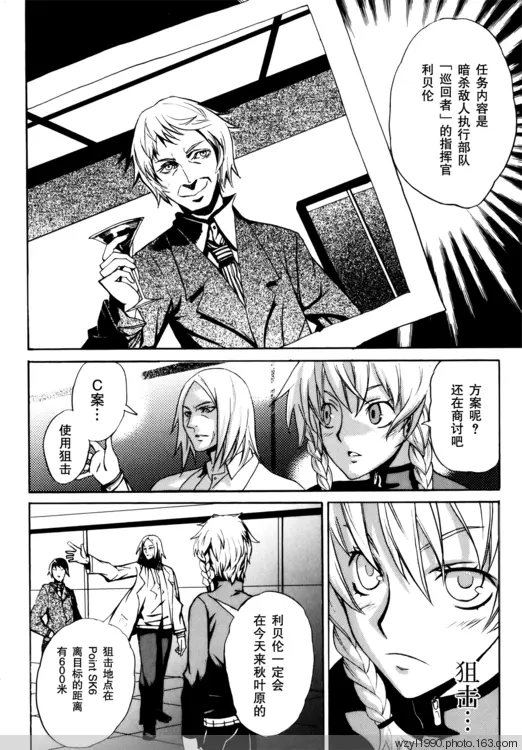 任务内容是
暗杀敌人执行部队
「巡回者」的指挥官
利贝伦
方案呢？
还在商讨吧
C案…
使用狙击
狙击…
利贝伦一定会
在今天来秋叶原的
狙击地点在
Point SK6
离目标的距离
有600米
wzyl1990.photo.163.com